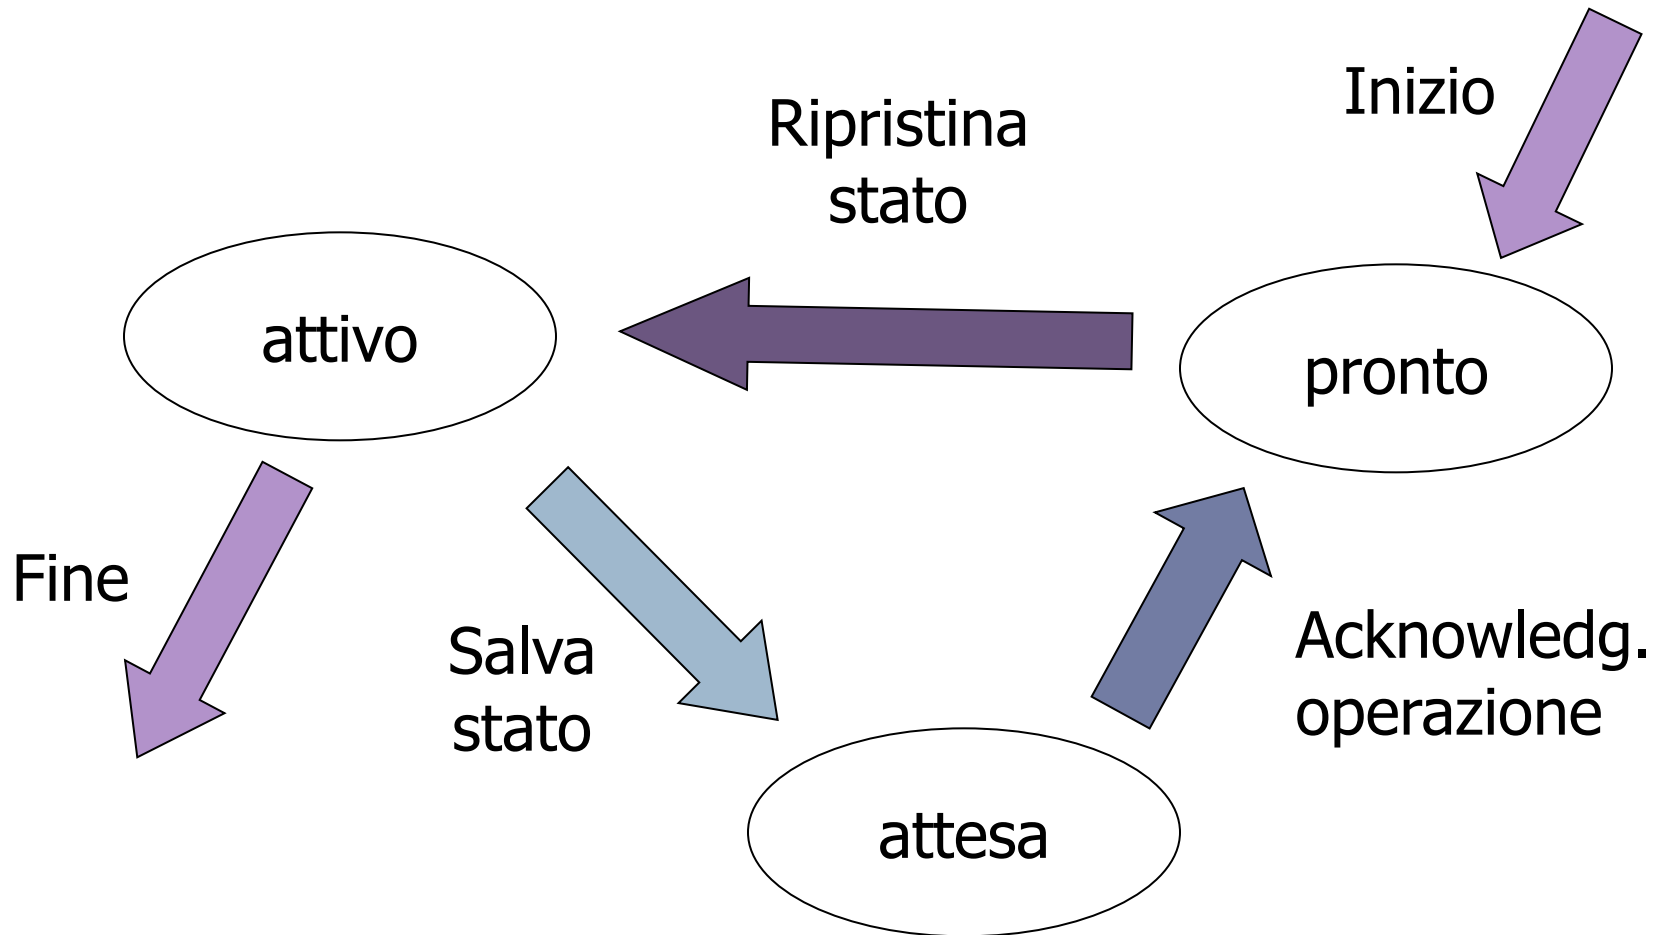 Inizio
Ripristina
stato
attivo
pronto
Fine
Salva
stato
Acknowledg.
operazione
attesa